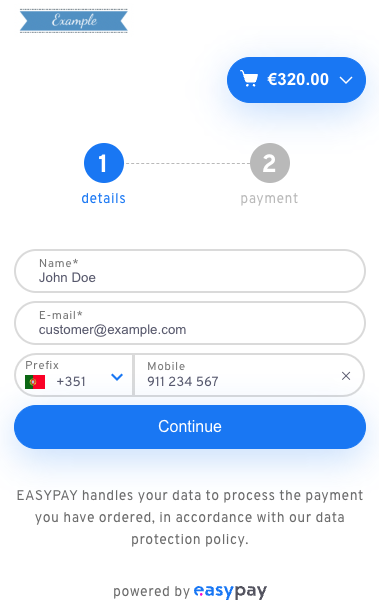 Example
€320.00
1
2
details
payment
Name*
John Doe
E-mail*
customer@example.com
Prefix
+351
Mobile
911 234 567
Continue
EASYPAY handles your data to process the payment
you have ordered, in accordance with our data
protection policy.
powered by easypay